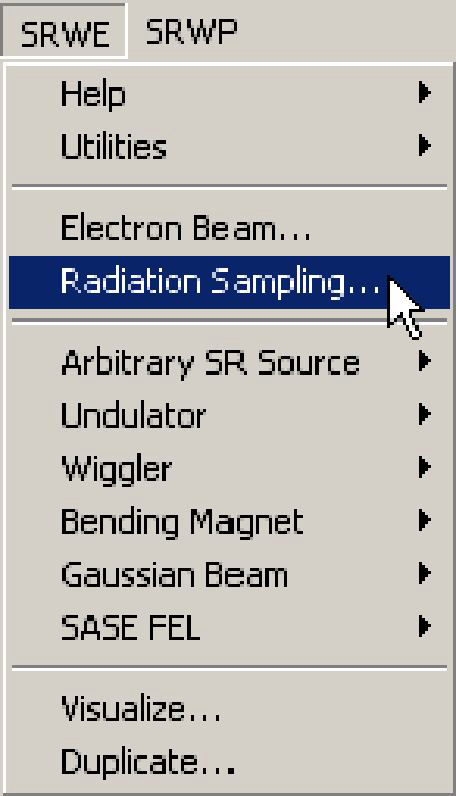 SRWE SRWP
Help
Utilities
Electron Beam...
Radiation Sampling...
Arbitrary SR Source
Undulator
Wiggler
Bending Magnet
Gaussian Beam
SASE FEL
Visualize...
Duplicate...